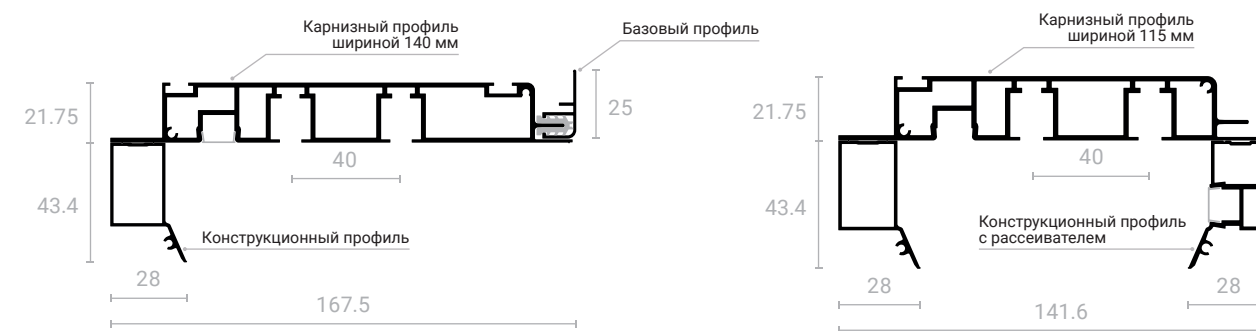 Карнизный профиль
шириной 140 мм
Базовый профиль
21.75
25
40
43.4
Конструкционный профиль
28
167.5
Карнизный профиль
шириной 115 мм
21.75
40
43.4
Конструкционный профиль
с рассеивателем
28
28
141.6